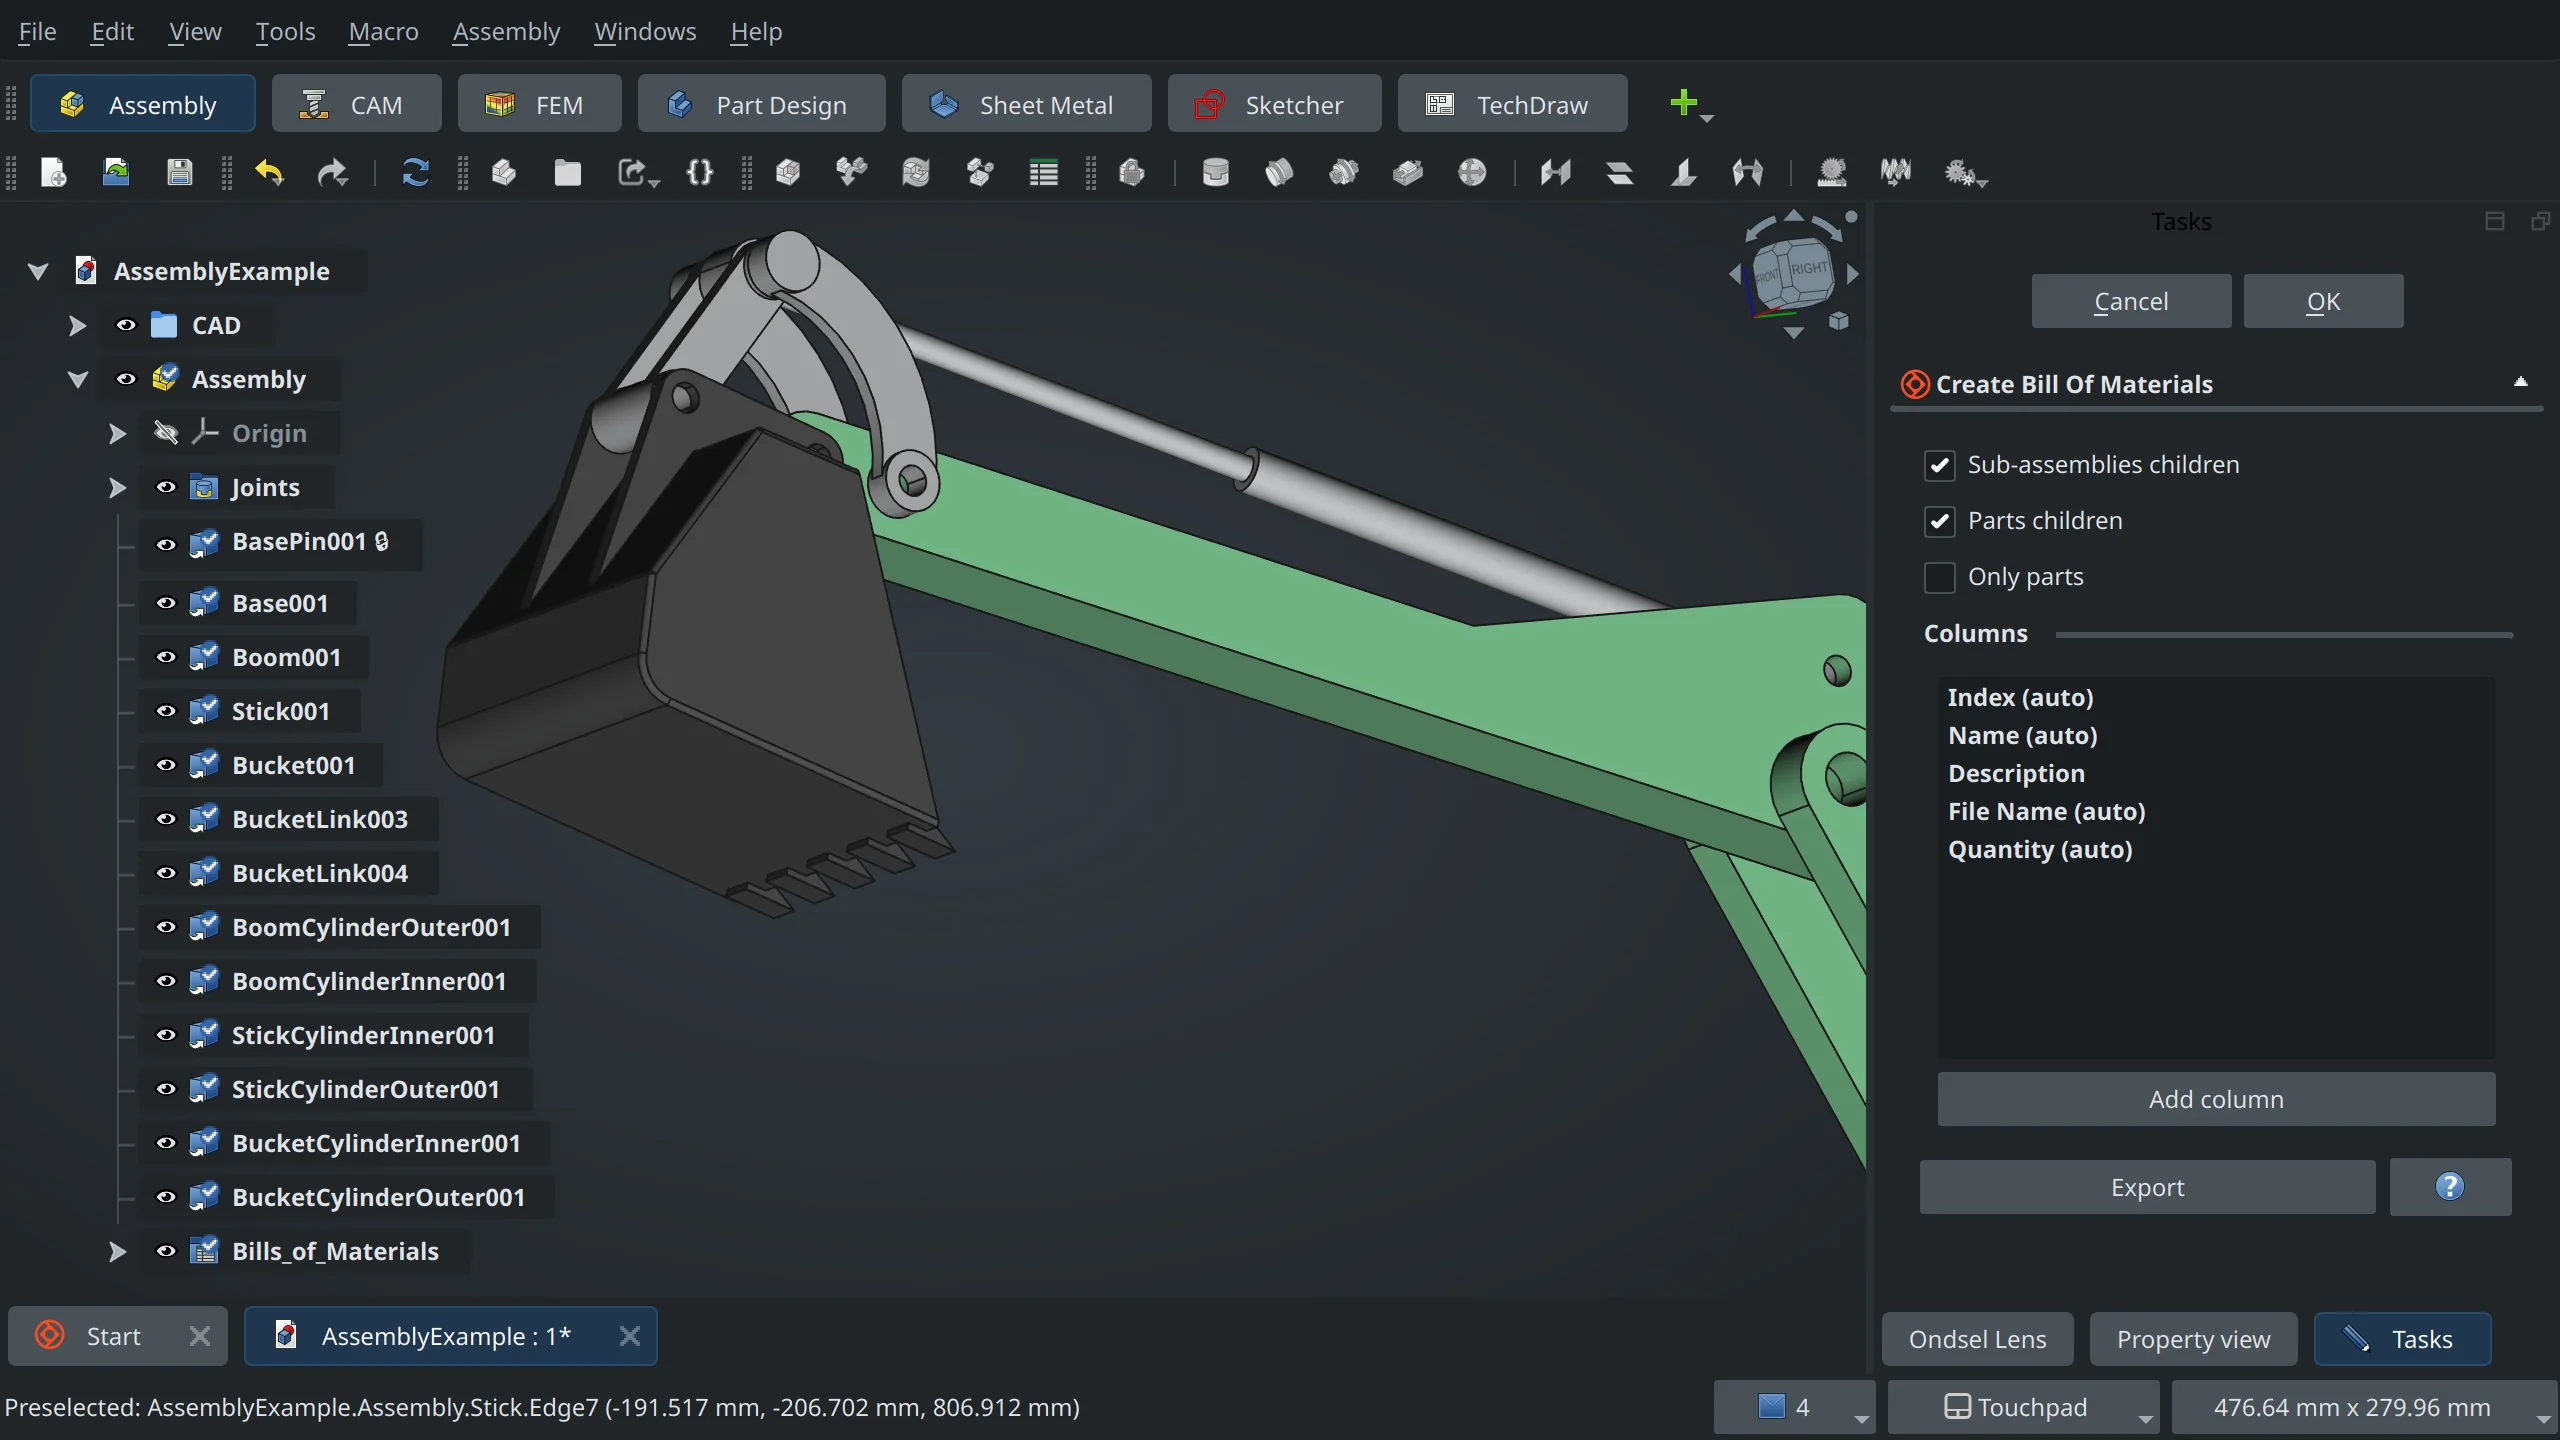 File Edit View Tools Macro Assembly Windows Help
Assembly CAM FEM Part Design Sheet Metal Sketcher TechDraw
Tasks
FRONT RIGHT
AssemblyExample
CAD
Assembly
Origin
Joints
BasePin001
Base001
Boom001
Stick001
Bucket001
BucketLink003
BucketLink004
BoomCylinderOuter001
BoomCylinderInner001
StickCylinderInner001
StickCylinderOuter001
BucketCylinderInner001
BucketCylinderOuter001
Bills_of_Materials
Cancel OK
Create Bill Of Materials
Sub-assemblies children
Parts children
Only parts
Columns
Index (auto)
Name (auto)
Description
File Name (auto)
Quantity (auto)
Add column
Export ?
Start AssemblyExample : 1*
Ondsel Lens Property view Tasks
Preselected: AssemblyExample.Assembly.Stick.Edge7 (-191.517 mm, -206.702 mm, 806.912 mm)
4 Touchpad 476.64 mm x 279.96 mm